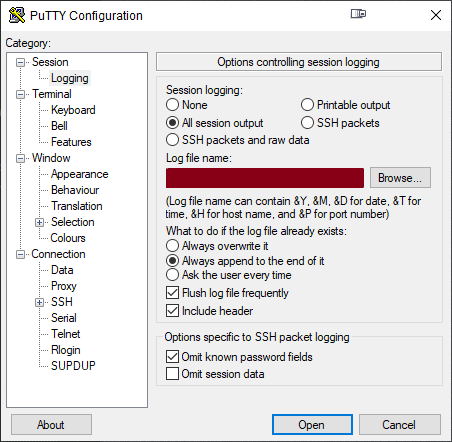 PuTTY Configuration
Category:
Session
Logging
Terminal
Keyboard
Bell
Features
Window
Appearance
Behaviour
Translation
Selection
Colours
Connection
Data
Proxy
SSH
Serial
Telnet
Rlogin
SUPDUP
Options controlling session logging
Session logging:
None
Printable output
All session output
SSH packets
SSH packets and raw data
Log file name:
Browse...
(Log file name can contain &Y, &M, &D for date, &T for
time, &H for host name, and &P for port number)
What to do if the log file already exists:
Always overwrite it
Always append to the end of it
Ask the user every time
Flush log file frequently
Include header
Options specific to SSH packet logging
Omit known password fields
Omit session data
About
Open
Cancel